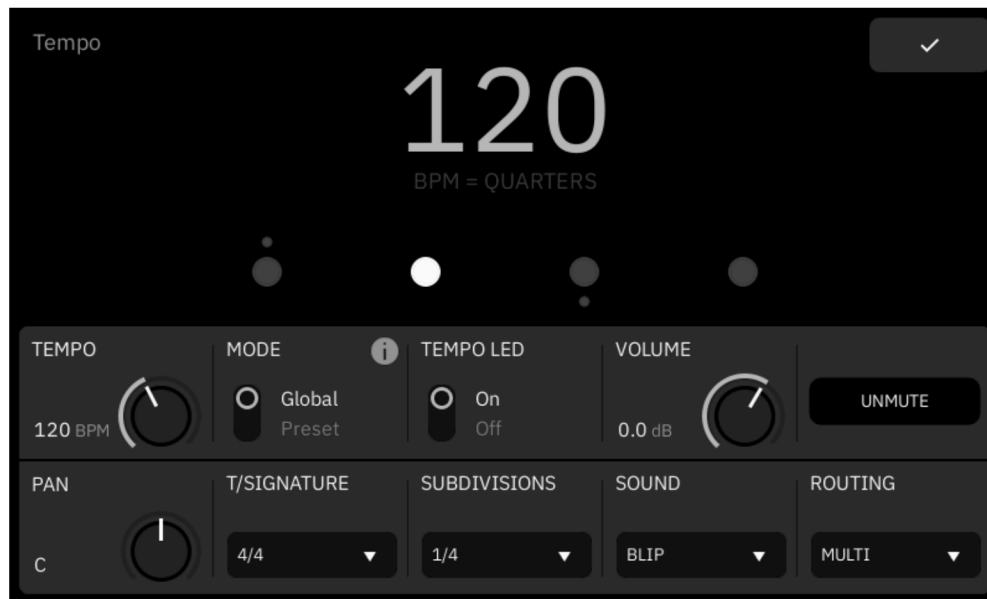 Tempo
120
BPM = QUARTERS
TEMPO
MODE
i
TEMPO LED
VOLUME
Global
Preset
On
Off
120 BPM
0.0 dB
UNMUTE
PAN
T/SIGNATURE
SUBDIVISIONS
SOUND
ROUTING
C
4/4
1/4
BLIP
MULTI